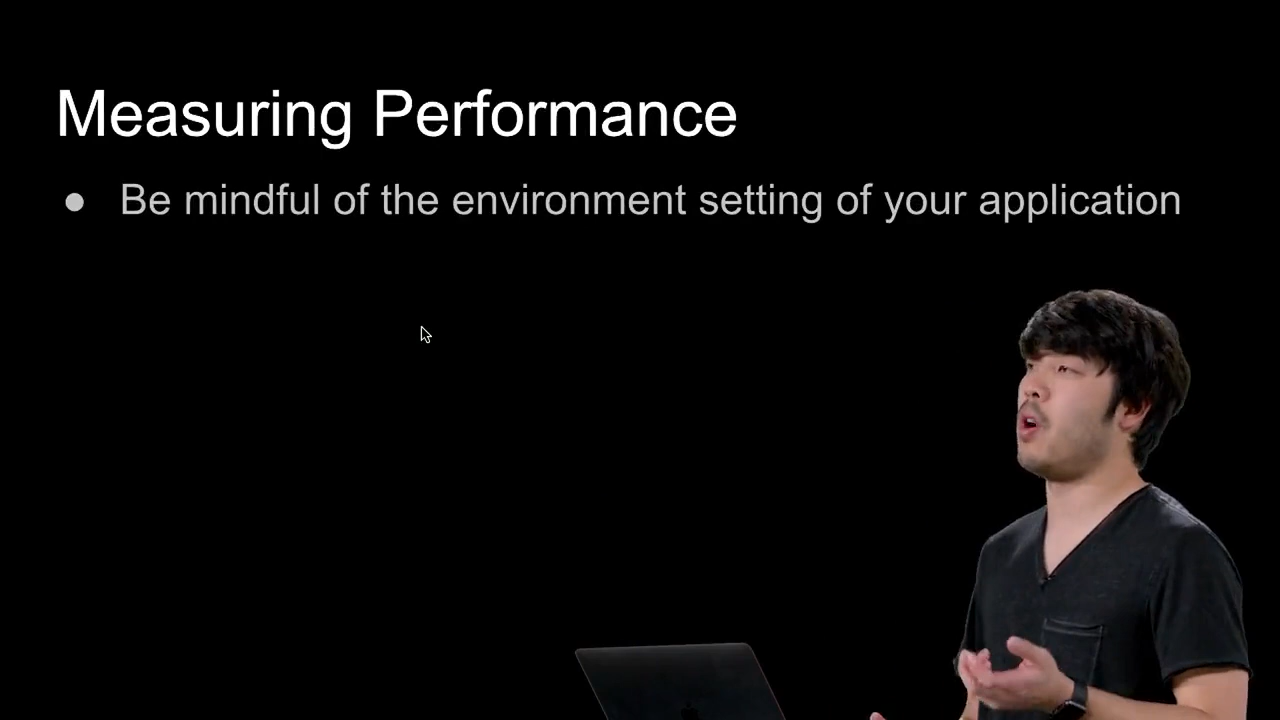 Measuring Performance
● Be mindful of the environment setting of your application